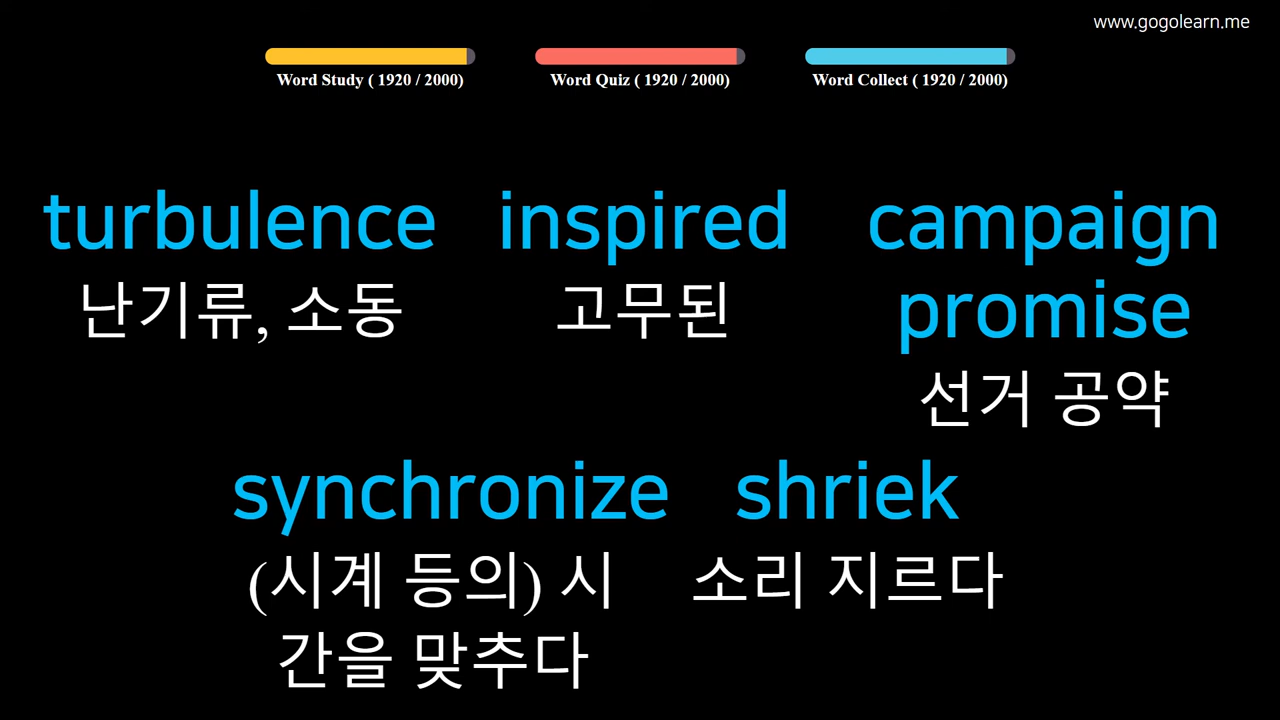 www.gogolearn.me
Word Study ( 1920 / 2000)
Word Quiz ( 1920 / 2000)
Word Collect ( 1920 / 2000)
turbulence
난기류, 소동
inspired
고무된
campaign
promise
선거 공약
synchronize
(시계 등의) 시
간을 맞추다
shriek
소리 지르다